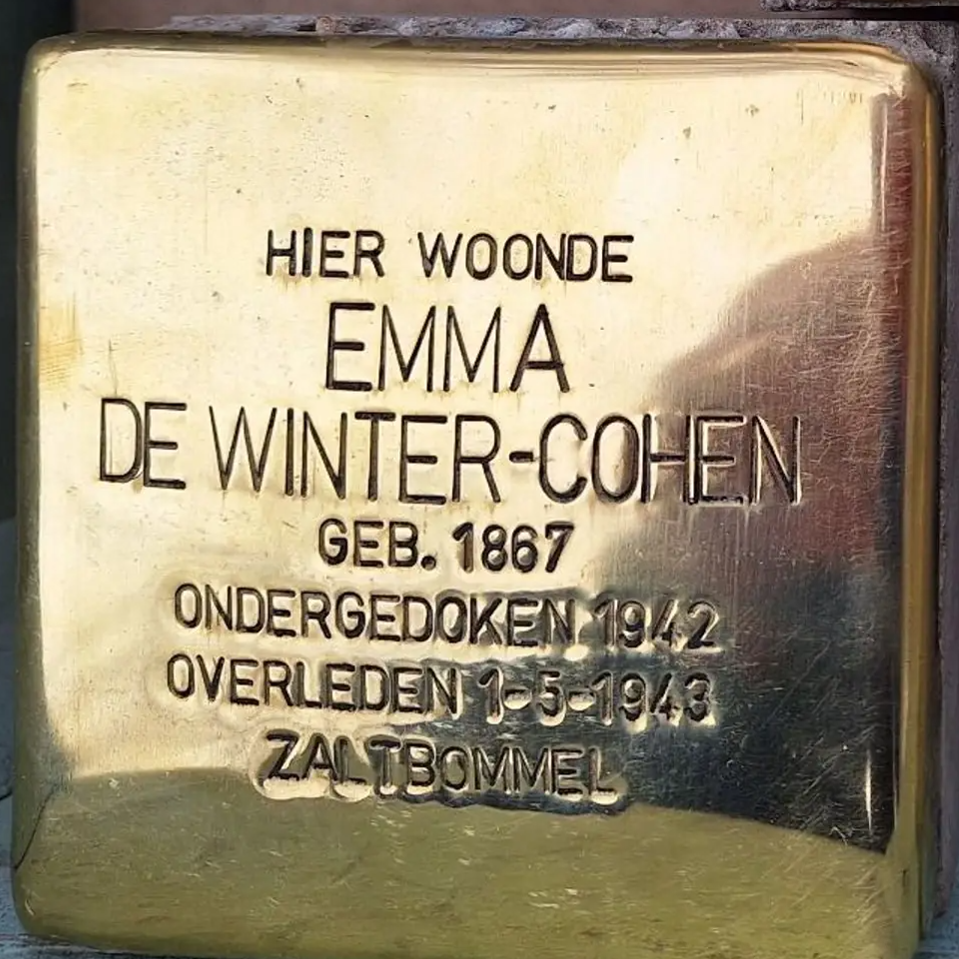 HIER WOONDE
EMMA
DE WINTER-COHEN
GEB. 1867
ONDERGEDOKEN 1942
OVERLEDEN 1-5-1943
ZALTBOMMEL